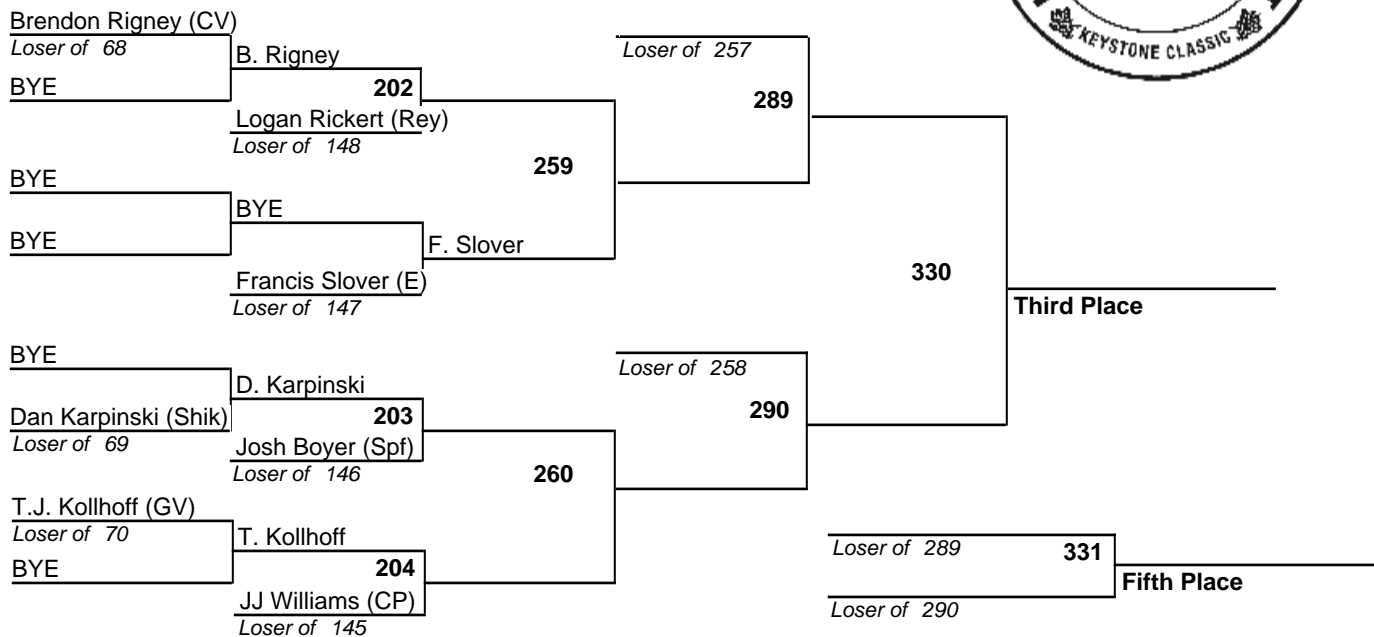 KEYSTONE CLASSIC
Brendon Rigney (CV)
Loser of 68
B. Rigney
BYE
202
Logan Rickert (Rey)
Loser of 148
259
BYE
BYE
BYE
F. Slover
Francis Slover (E)
Loser of 147
Loser of 257
289
330
Third Place
BYE
D. Karpinski
Dan Karpinski (Shik)
Loser of 69
203
Josh Boyer (Spf)
Loser of 146
260
T.J. Kollhoff (GV)
Loser of 70
T. Kollhoff
BYE
204
JJ Williams (CP)
Loser of 145
Loser of 258
290
Loser of 289
331
Fifth Place
Loser of 290